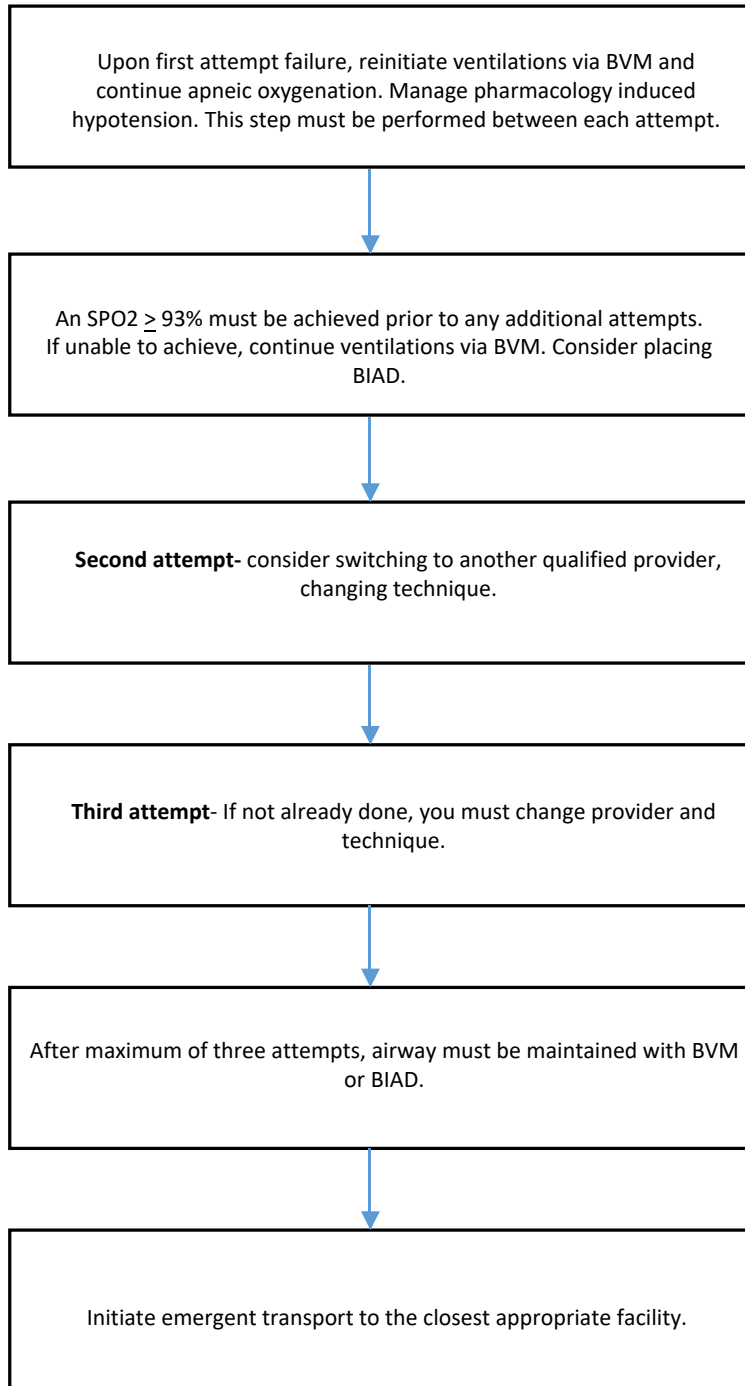 Upon first attempt failure, reinitiate ventilations via BVM and
continue apneic oxygenation. Manage pharmacology induced
hypotension. This step must be performed between each attempt.
An SPO2 > 93% must be achieved prior to any additional attempts.
If unable to achieve, continue ventilations via BVM. Consider placing
BIAD.
Second attempt- consider switching to another qualified provider,
changing technique.
Third attempt- If not already done, you must change provider and
technique.
After maximum of three attempts, airway must be maintained with BVM
or BIAD.
Initiate emergent transport to the closest appropriate facility.